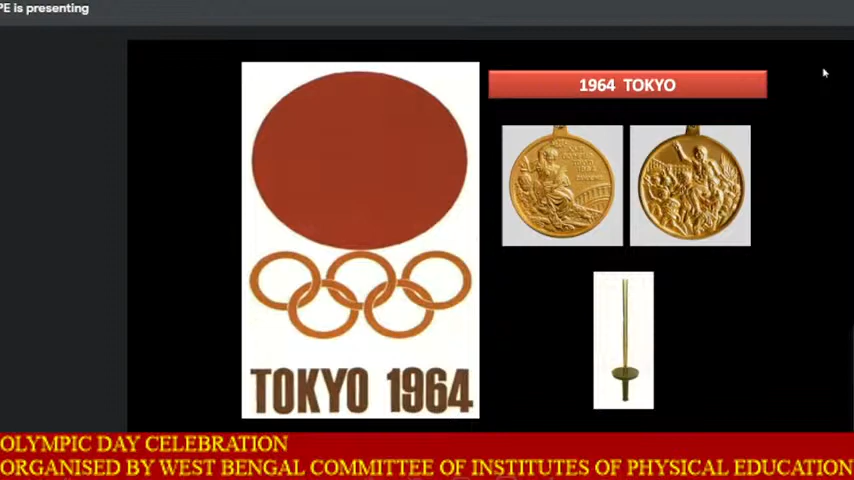 PE is presenting
1964 TOKYO
TOKYO 1964
OLYMPIC DAY CELEBRATION
ORGANISED BY WEST BENGAL COMMITTEE OF INSTITUTES OF PHYSICAL EDUCATION